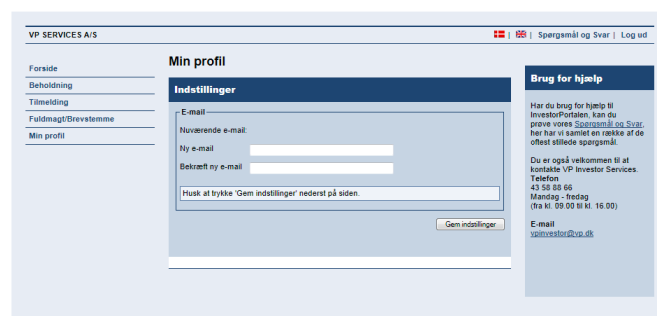 VP SERVICES A/S
| | Spørgsmål og Svar | Log ud
Forside
Beholdning
Tilmelding
Fuldmagt/Brevstemme
Min profil
Min profil
Indstillinger
E-mail
Nuværende e-mail:
Ny e-mail
Bekræft ny e-mail
Husk at trykke 'Gem indstillinger' nederst på siden.
Gem indstillinger
Brug for hjælp
Har du brug for hjælp til
InvestorPortalen, kan du
prøve vores Spørgsmål og Svar,
her har vi samlet en række af de
oftest stillede spørgsmål.
Du er også velkommen til at
kontakte VP Investor Services.
Telefon
43 58 88 66
Mandag - fredag
(fra kl. 09.00 til kl. 16.00)
E-mail
vpinvestor@vp.dk